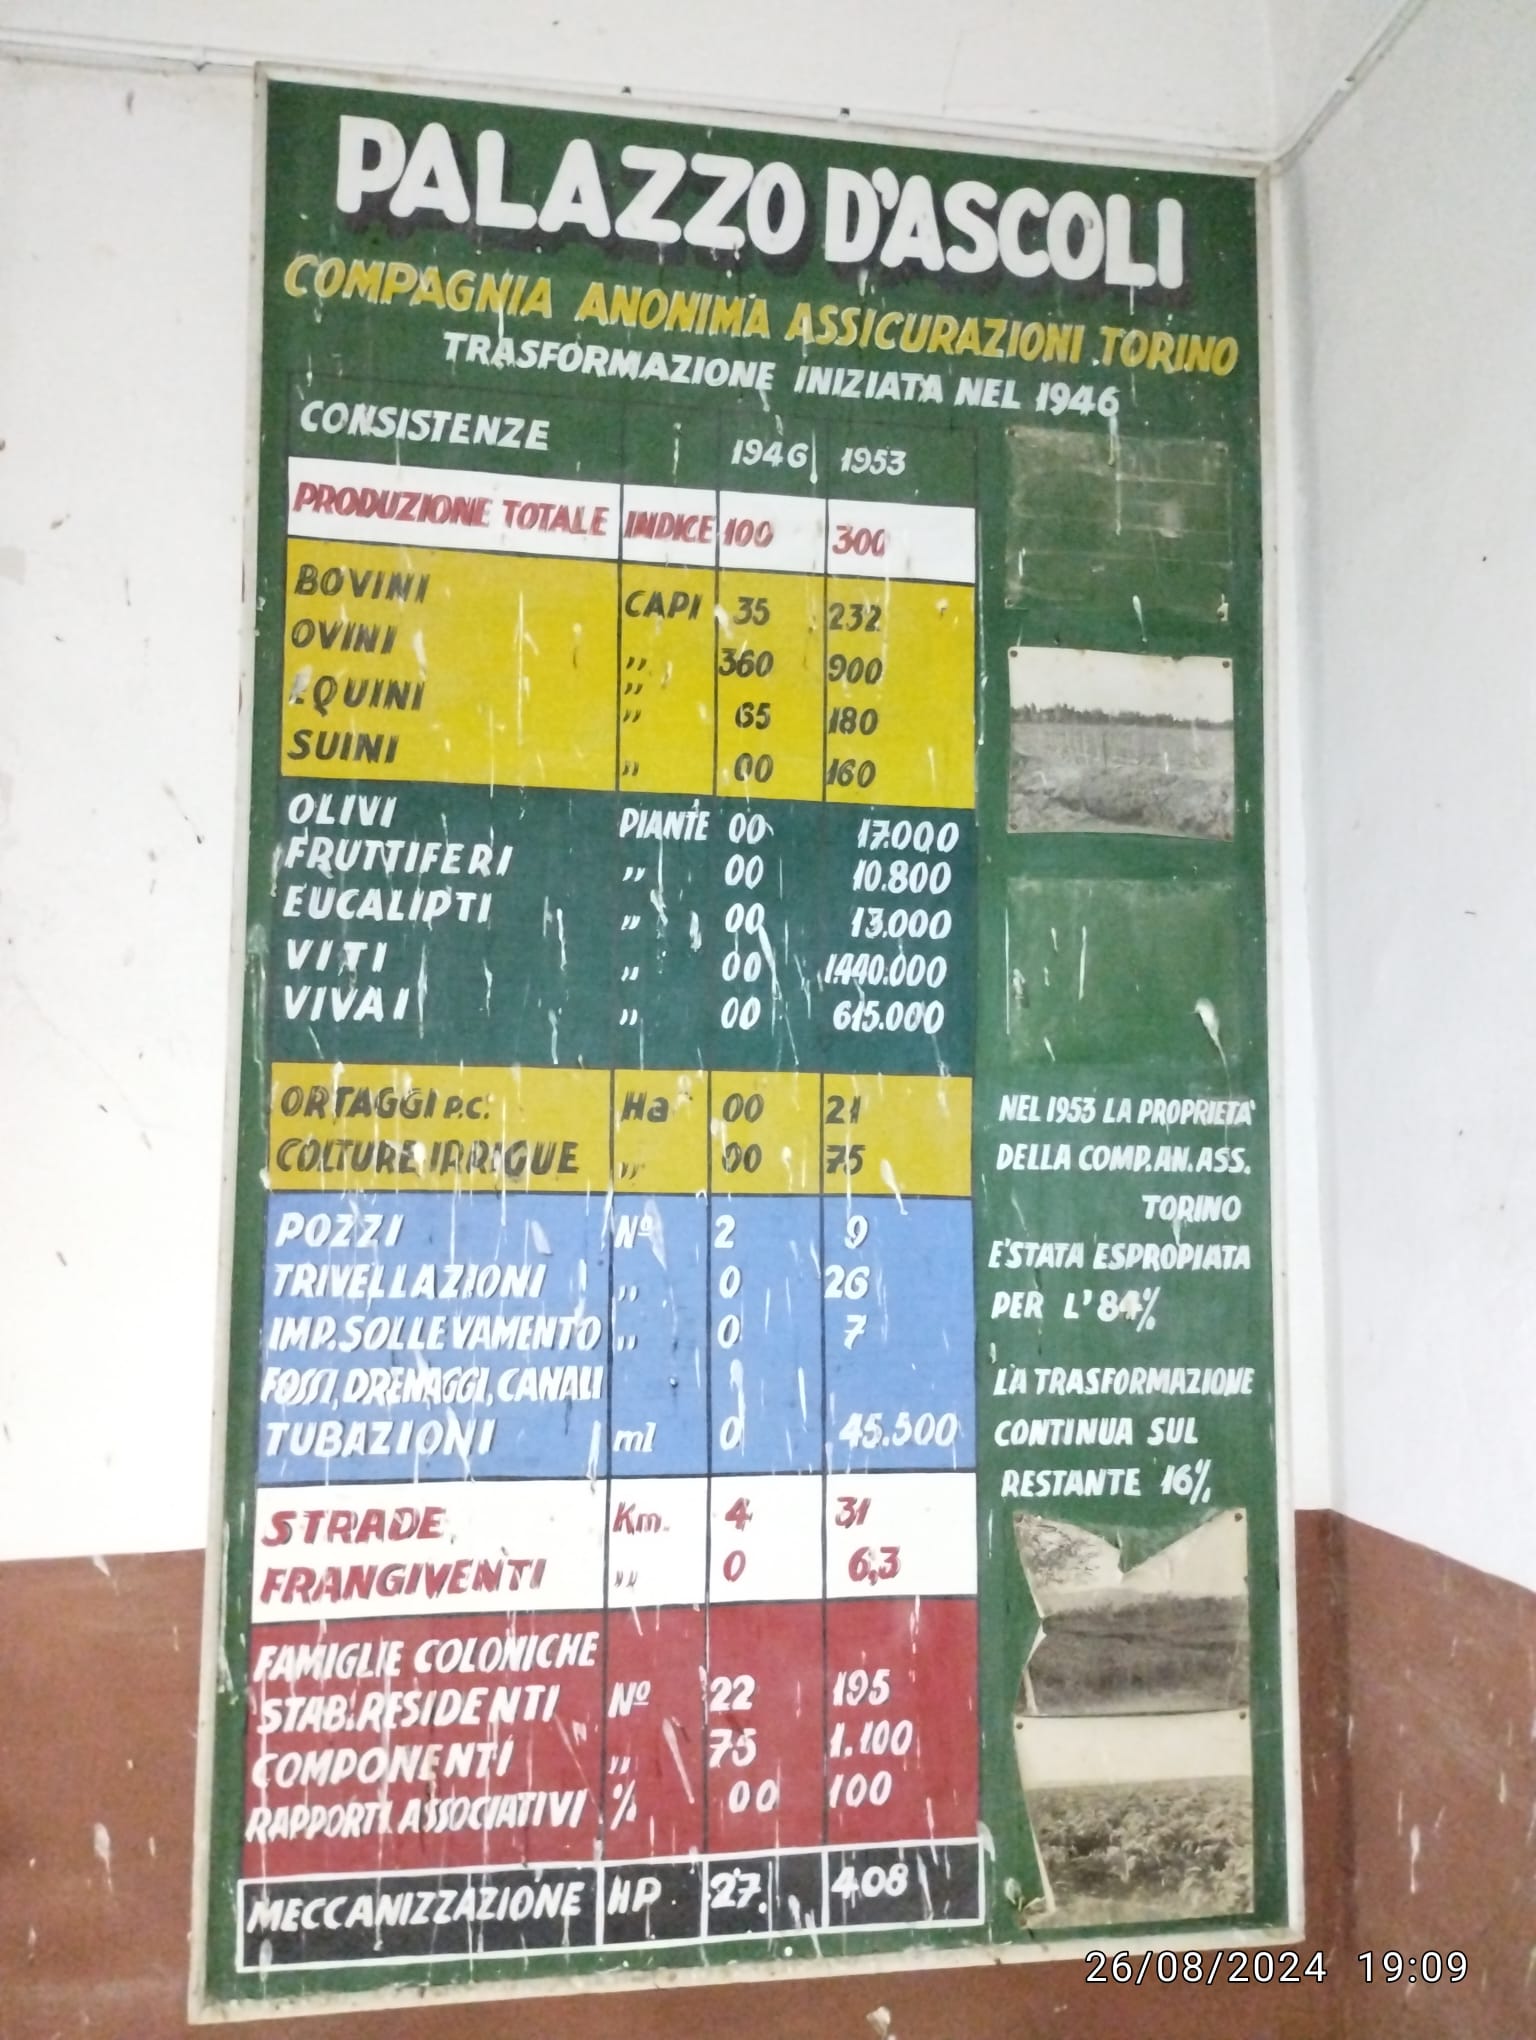 PALAZZO D'ASCOLI
COMPAGNIA ANONIMA ASSICURAZIONI TORINO
TRASFORMAZIONE INIZIATA NEL 1946
CONSISTENZE 1946 1953
PRODUZIONE TOTALE INDICE 100 300
BOVINI CAPI 35 232
OVINI ,, 360 900
,,
EQUINI ,, 65 180
SUINI ,, 00 160
OLIVI PIANTE 00 17.000
FRUTTIFERI ,, 00 10.800
EUCALIPTI ,, 00 13.000
VITI ,, 00 1.440.000
VIVAI ,, 00 615.000
ORTAGGI P.C. Ha 00 21
COLTURE IRRIGUE ,, 00 75
POZZI Nº 2 9
TRIVELLAZIONI ,, 0 26
IMP. SOLLEVAMENTO ,, 0 7
FOSSI, DRENAGGI, CANALI
TUBAZIONI ml 0 45.500
STRADE Km. 4 31
FRANGIVENTI ,, 0 6,3
FAMIGLIE COLONICHE
STAB. RESIDENTI Nº 22 195
COMPONENTI ,, 75 1.100
RAPPORTI ASSOCIATIVI % 00 100
MECCANIZZAZIONE HP 27 408
NEL 1953 LA PROPRIETA'
DELLA COMP. AN. ASS.
TORINO
E' STATA ESPROPIATA
PER L' 84%
LA TRASFORMAZIONE
CONTINUA SUL
RESTANTE 16%
26/08/2024 19:09